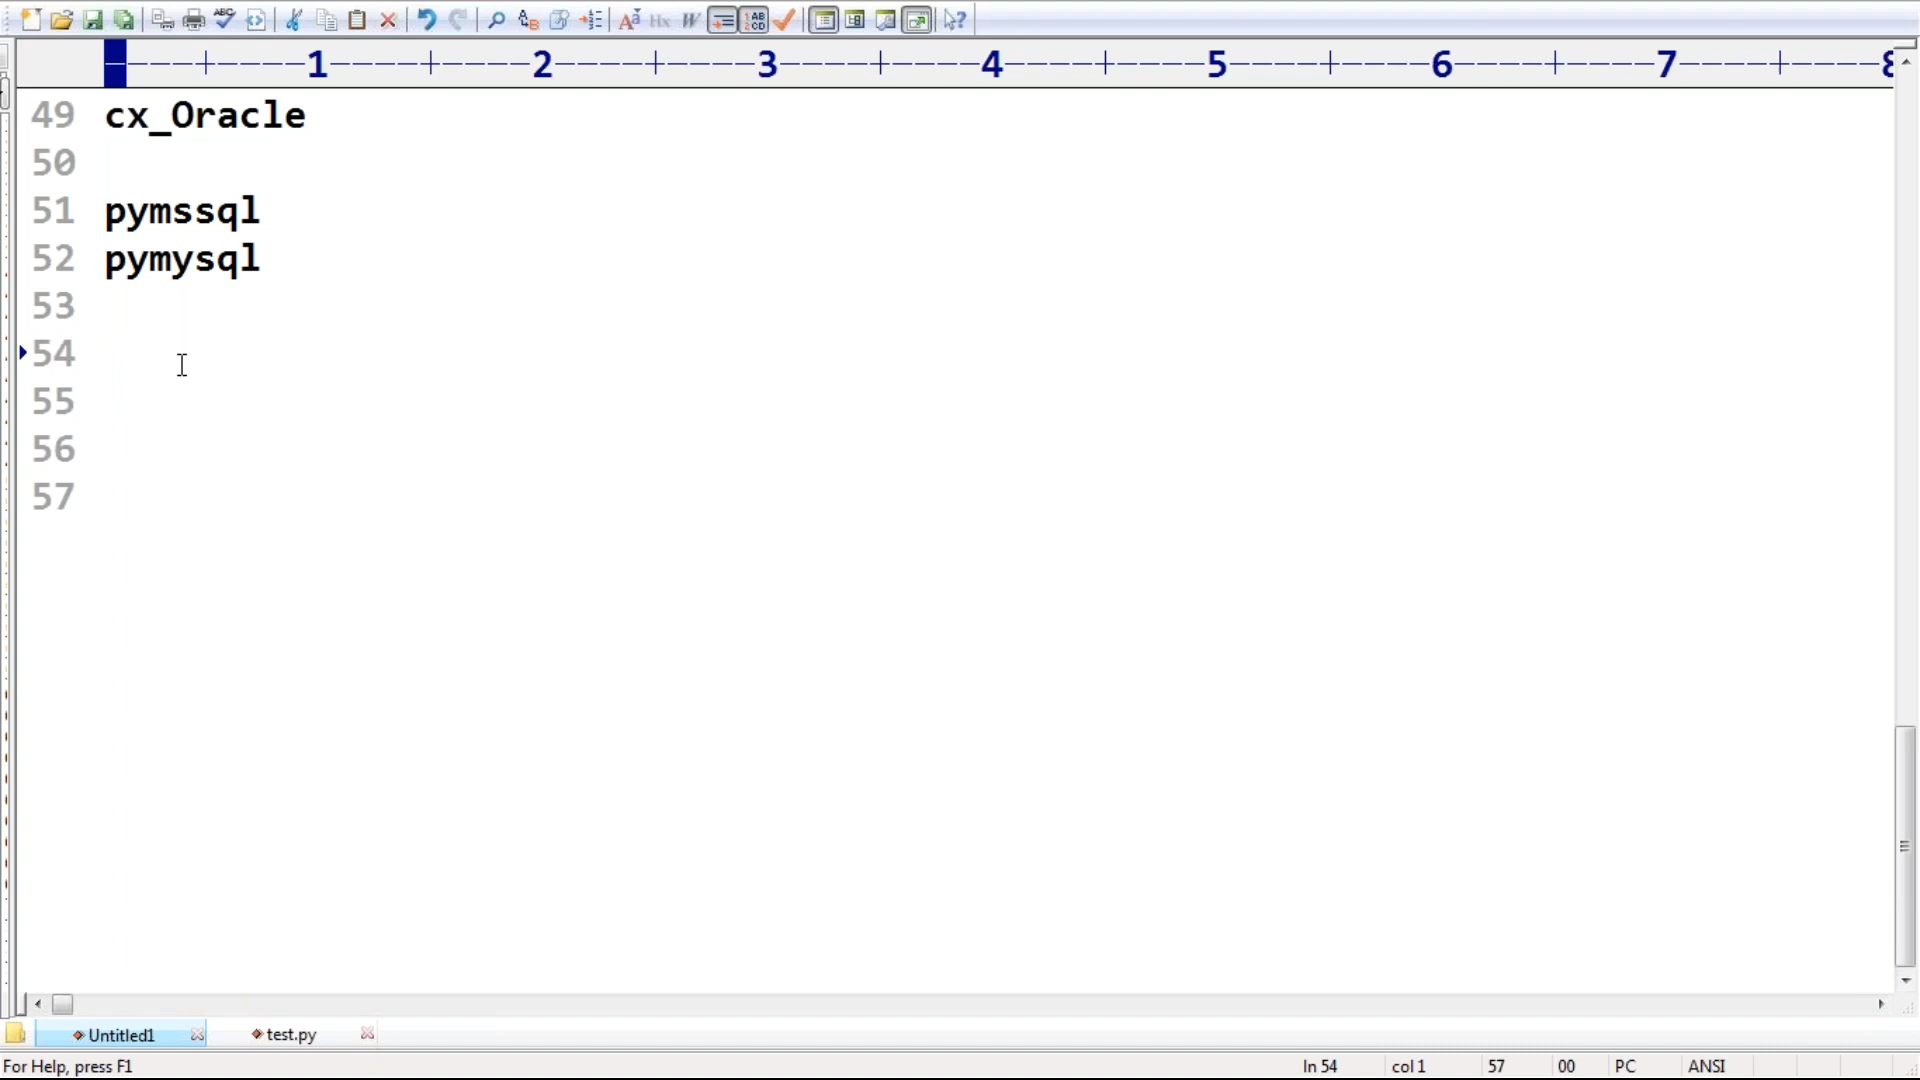 1 2 3 4 5 6 7 8
49 cx_Oracle
50
51 pymssql
52 pymysql
53
54
55
56
57
Untitled1 test.py
For Help, press F1 ln 54 col 1 57 00 PC ANSI